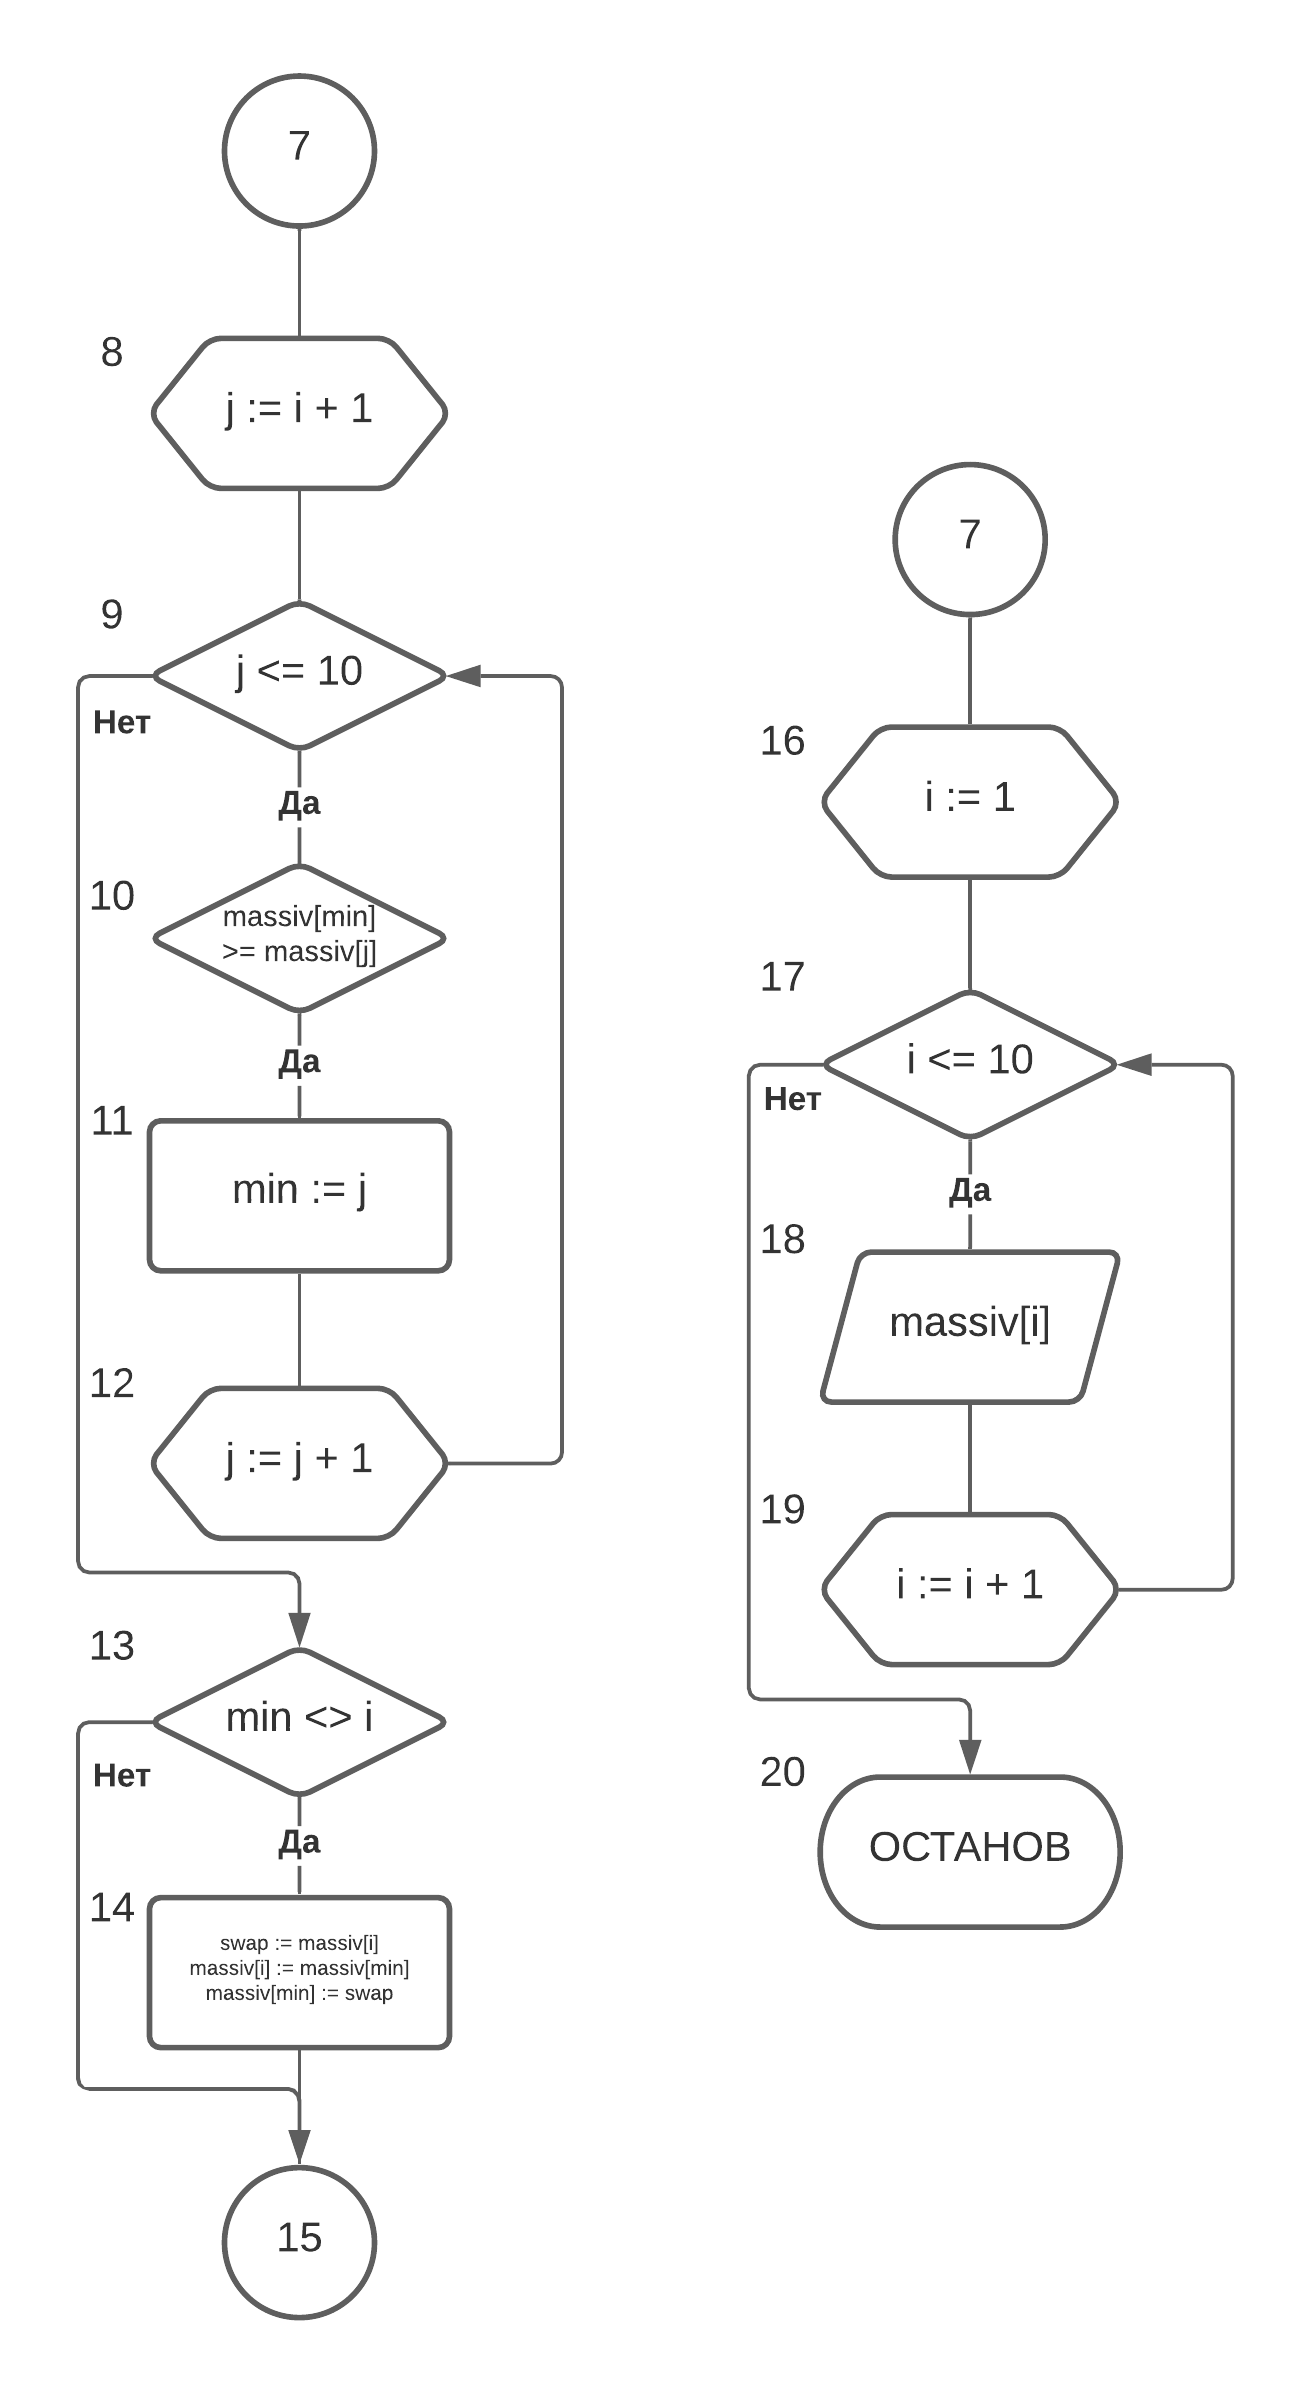 7
8
j := i + 1
9
j <= 10
Нет
Да
10
massiv[min]
>= massiv[j]
Да
11
min := j
12
j := j + 1
13
min <> i
Нет
Да
14
swap := massiv[i]
massiv[i] := massiv[min]
massiv[min] := swap
15
7
16
i := 1
17
i <= 10
Нет
Да
18
massiv[i]
19
i := i + 1
20
ОСТАНОВ